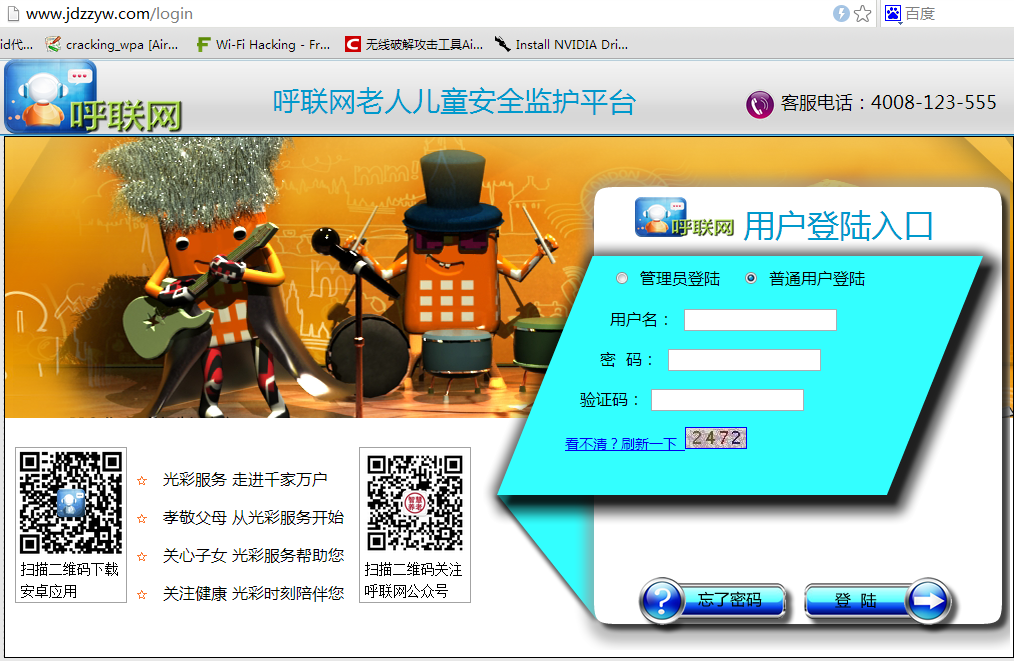 www.jdzzyw.com/login
百度
id代...
cracking_wpa [Air...
Wi-Fi Hacking - Fr...
无线破解攻击工具Ai...
Install NVIDIA Dri...
呼联网
呼联网老人儿童安全监护平台
客服电话：4008-123-555
呼联网
用户登陆入口
管理员登陆
普通用户登陆
用户名：
密 码：
验证码：
看不清？刷新一下
2472
光彩服务 走进千家万户
孝敬父母 从光彩服务开始
关心子女 光彩服务帮助您
关注健康 光彩时刻陪伴您
扫描二维码下载
安卓应用
智慧
养老
扫描二维码关注
呼联网公众号
忘了密码
登 陆